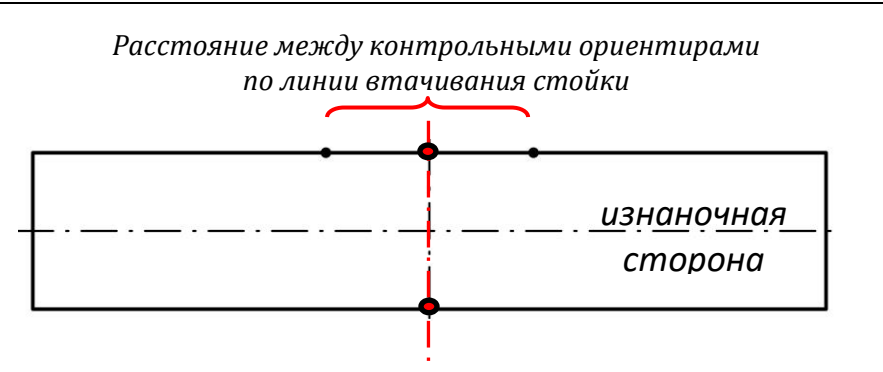 Расстояние между контрольными ориентирами
по линии втачивания стойки
изнаночная
сторона